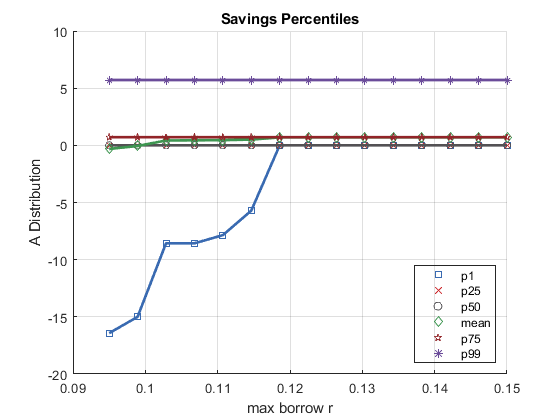 Savings Percentiles
10
5
0
-5
-10
-15
-20
A Distribution
p1
p25
p50
mean
p75
p99
0.09 0.1 0.11 0.12 0.13 0.14 0.15
max borrow r